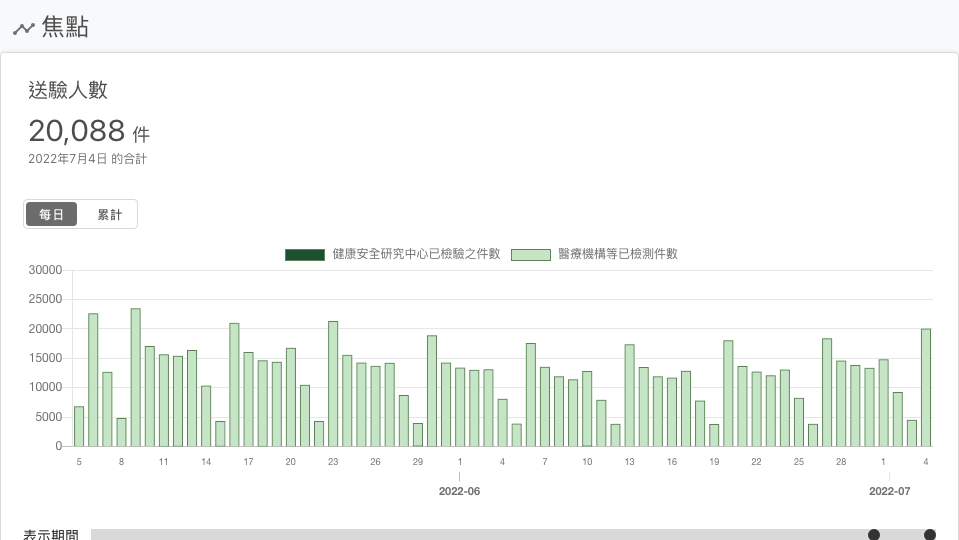 焦點
送驗人數
20,088 件
2022年7月4日 的合計
每日 累計
健康安全研究中心已檢驗之件數 醫療機構等已檢測件數
30000
25000
20000
15000
10000
5000
0
5 8 11 14 17 20 23 26 29 1 4 7 10 13 16 19 22 25 28 1 4
2022-06 2022-07
表示期間